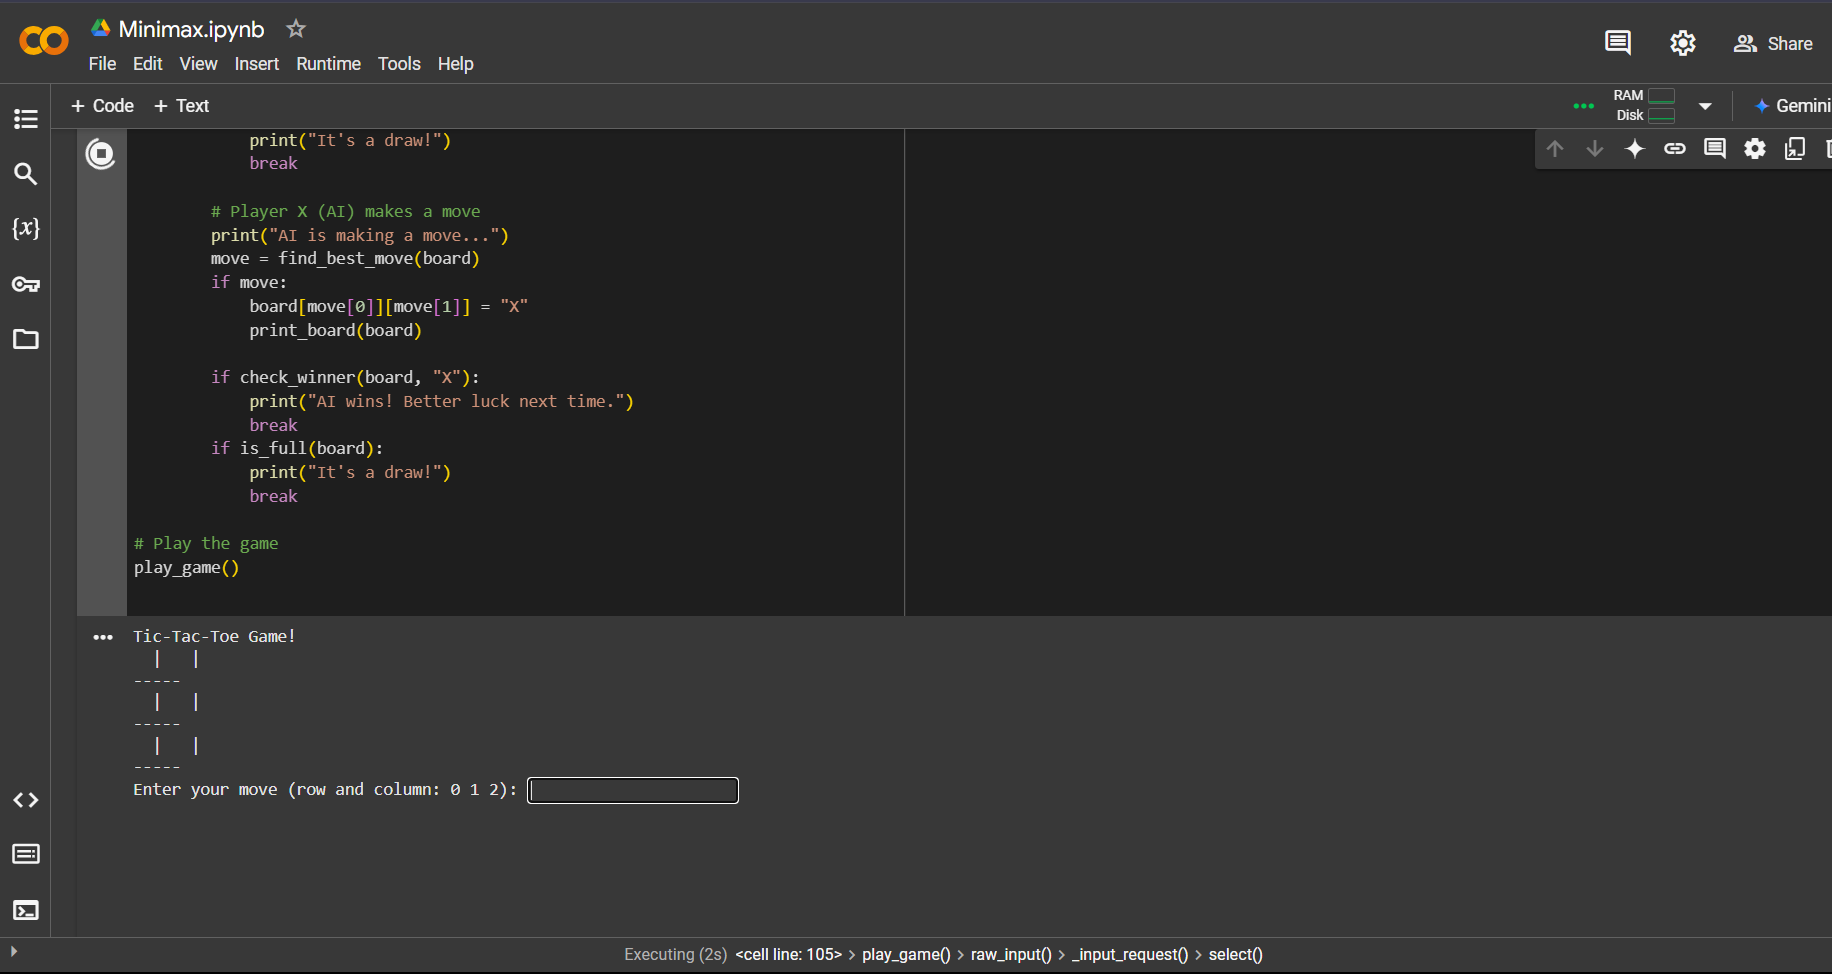 Minimax.ipynb
File Edit View Insert Runtime Tools Help
Share
+ Code + Text
RAM
Disk
Gemini
print("It's a draw!")
break
# Player X (AI) makes a move
print("AI is making a move...")
move = find_best_move(board)
if move:
board[move[0]][move[1]] = "X"
print_board(board)
if check_winner(board, "X"):
print("AI wins! Better luck next time.")
break
if is_full(board):
print("It's a draw!")
break
# Play the game
play_game()
Tic-Tac-Toe Game!
| |
-----
| |
-----
| |
-----
Enter your move (row and column: 0 1 2):
Executing (2s) <cell line: 105> > play_game() > raw_input() > _input_request() > select()